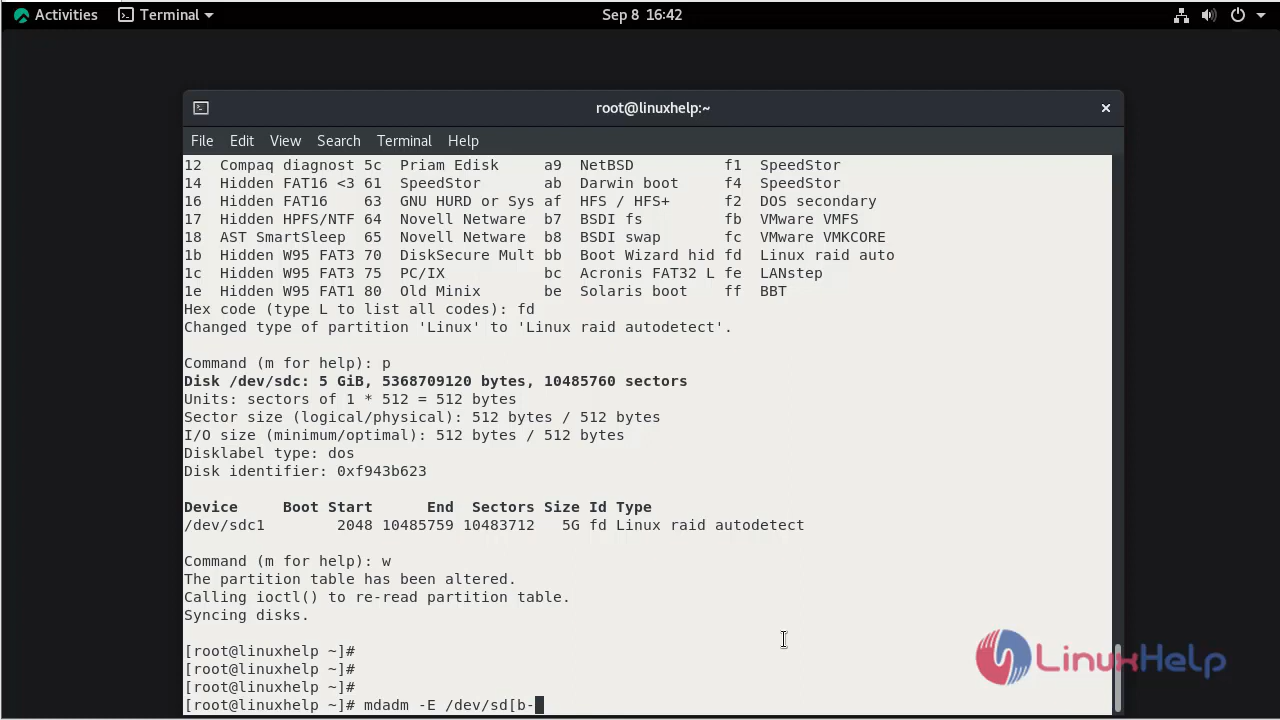 Activities Terminal Sep 8 16:42
root@linuxhelp:~
File Edit View Search Terminal Help
12 Compaq diagnost 5c Priam Edisk a9 NetBSD f1 SpeedStor
14 Hidden FAT16 <3 61 SpeedStor ab Darwin boot f4 SpeedStor
16 Hidden FAT16 63 GNU HURD or Sys af HFS / HFS+ f2 DOS secondary
17 Hidden HPFS/NTF 64 Novell Netware b7 BSDI fs fb VMware VMFS
18 AST SmartSleep 65 Novell Netware b8 BSDI swap fc VMware VMKCORE
1b Hidden W95 FAT3 70 DiskSecure Mult bb Boot Wizard hid fd Linux raid auto
1c Hidden W95 FAT3 75 PC/IX bc Acronis FAT32 L fe LANstep
1e Hidden W95 FAT1 80 Old Minix be Solaris boot ff BBT
Hex code (type L to list all codes): fd
Changed type of partition 'Linux' to 'Linux raid autodetect'.
Command (m for help): p
Disk /dev/sdc: 5 GiB, 5368709120 bytes, 10485760 sectors
Units: sectors of 1 * 512 = 512 bytes
Sector size (logical/physical): 512 bytes / 512 bytes
I/O size (minimum/optimal): 512 bytes / 512 bytes
Disklabel type: dos
Disk identifier: 0xf943b623
Device Boot Start End Sectors Size Id Type
/dev/sdc1 2048 10485759 10483712 5G fd Linux raid autodetect
Command (m for help): w
The partition table has been altered.
Calling ioctl() to re-read partition table.
Syncing disks.
[root@linuxhelp ~]#
[root@linuxhelp ~]#
[root@linuxhelp ~]#
[root@linuxhelp ~]# mdadm -E /dev/sd[b-
LinuxHelp